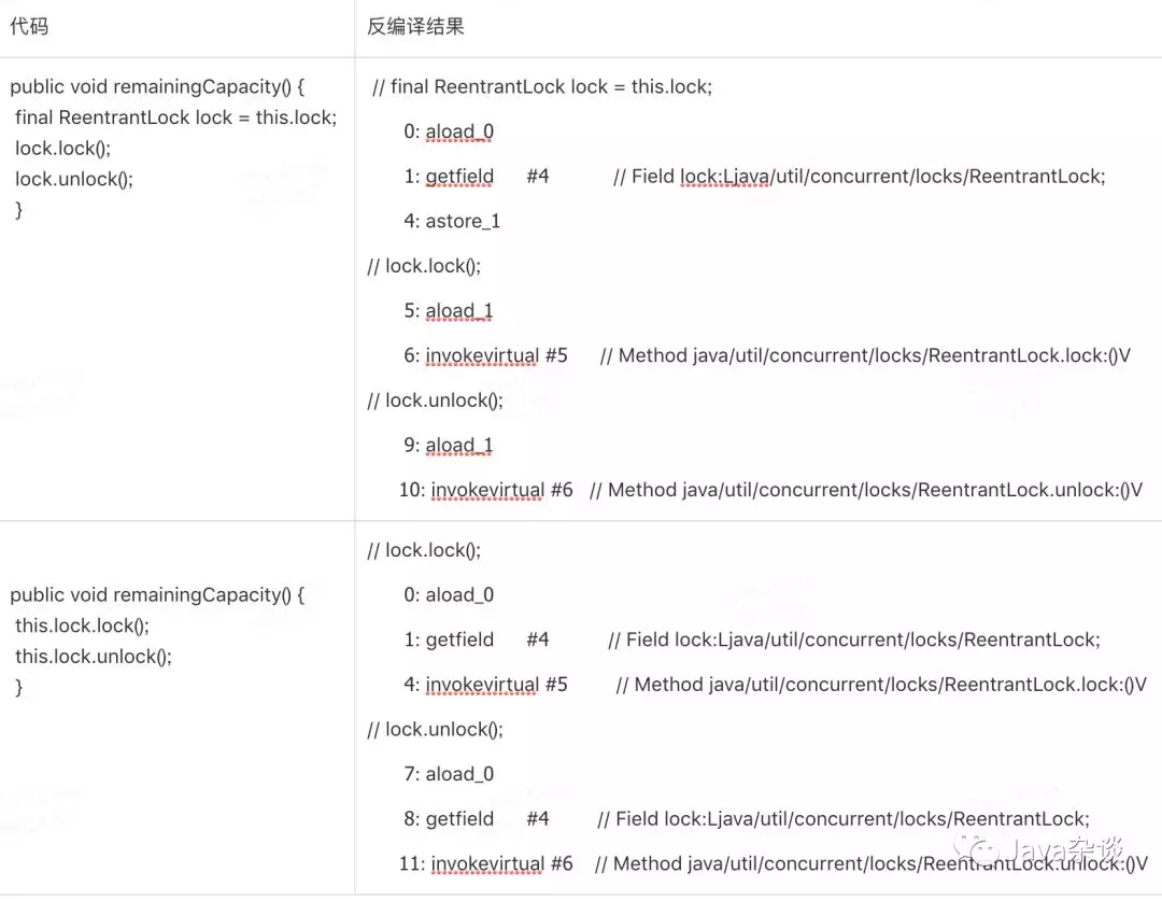 代码
反编译结果
public void remainingCapacity() {
final ReentrantLock lock = this.lock;
lock.lock();
lock.unlock();
}
// final ReentrantLock lock = this.lock;
0: aload_0
1: getfield #4 // Field lock:Ljava/util/concurrent/locks/ReentrantLock;
4: astore_1
// lock.lock();
5: aload_1
6: invokevirtual #5 // Method java/util/concurrent/locks/ReentrantLock.lock:()V
// lock.unlock();
9: aload_1
10: invokevirtual #6 // Method java/util/concurrent/locks/ReentrantLock.unlock:()V
public void remainingCapacity() {
this.lock.lock();
this.lock.unlock();
}
// lock.lock();
0: aload_0
1: getfield #4 // Field lock:Ljava/util/concurrent/locks/ReentrantLock;
4: invokevirtual #5 // Method java/util/concurrent/locks/ReentrantLock.lock:()V
// lock.unlock();
7: aload_0
8: getfield #4 // Field lock:Ljava/util/concurrent/locks/ReentrantLock;
11: invokevirtual #6 // Method java/util/concurrent/locks/ReentrantLock.unlock:()V
Java杂谈